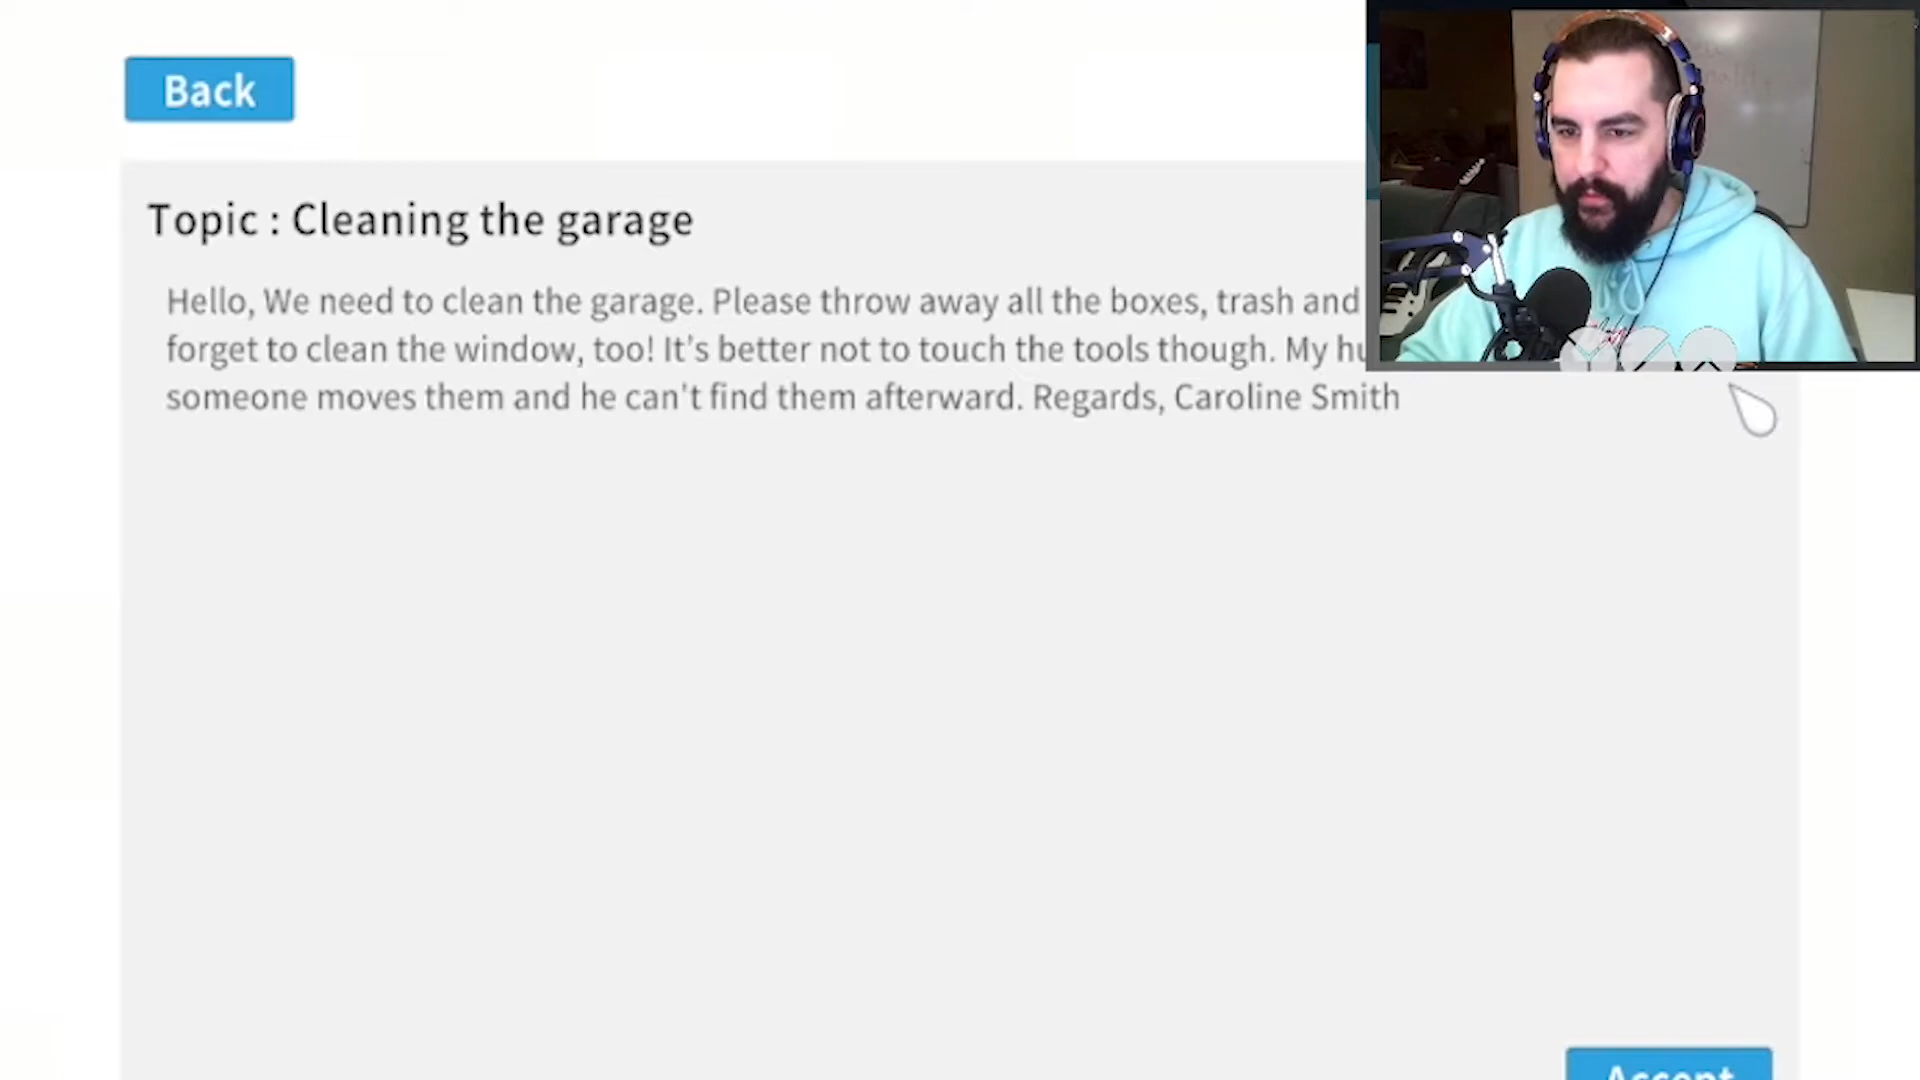 Back
Topic : Cleaning the garage
Hello, We need to clean the garage. Please throw away all the boxes, trash and
forget to clean the window, too! It's better not to touch the tools though. My
someone moves them and he can't find them afterward. Regards, Caroline Smith
Accept